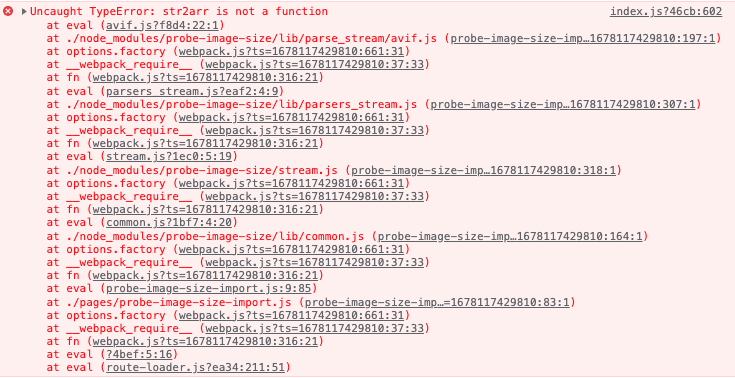 Uncaught TypeError: str2arr is not a function index.js?46cb:602
at eval (avif.js?f8d4:22:1)
at ./node_modules/probe-image-size/lib/parse_stream/avif.js (probe-image-size-imp…1678117429810:197:1)
at options.factory (webpack.js?ts=1678117429810:661:31)
at __webpack_require__ (webpack.js?ts=1678117429810:37:33)
at fn (webpack.js?ts=1678117429810:316:21)
at eval (parsers_stream.js?eaf2:4:9)
at ./node_modules/probe-image-size/lib/parsers_stream.js (probe-image-size-imp…1678117429810:307:1)
at options.factory (webpack.js?ts=1678117429810:661:31)
at __webpack_require__ (webpack.js?ts=1678117429810:37:33)
at fn (webpack.js?ts=1678117429810:316:21)
at eval (stream.js?1ec0:5:19)
at ./node_modules/probe-image-size/stream.js (probe-image-size-imp…1678117429810:318:1)
at options.factory (webpack.js?ts=1678117429810:661:31)
at __webpack_require__ (webpack.js?ts=1678117429810:37:33)
at fn (webpack.js?ts=1678117429810:316:21)
at eval (common.js?1bf7:4:20)
at ./node_modules/probe-image-size/lib/common.js (probe-image-size-imp…1678117429810:164:1)
at options.factory (webpack.js?ts=1678117429810:661:31)
at __webpack_require__ (webpack.js?ts=1678117429810:37:33)
at fn (webpack.js?ts=1678117429810:316:21)
at eval (probe-image-size-import.js:9:85)
at ./pages/probe-image-size-import.js (probe-image-size-imp…=1678117429810:83:1)
at options.factory (webpack.js?ts=1678117429810:661:31)
at __webpack_require__ (webpack.js?ts=1678117429810:37:33)
at fn (webpack.js?ts=1678117429810:316:21)
at eval (?4bef:5:16)
at eval (route-loader.js?ea34:211:51)